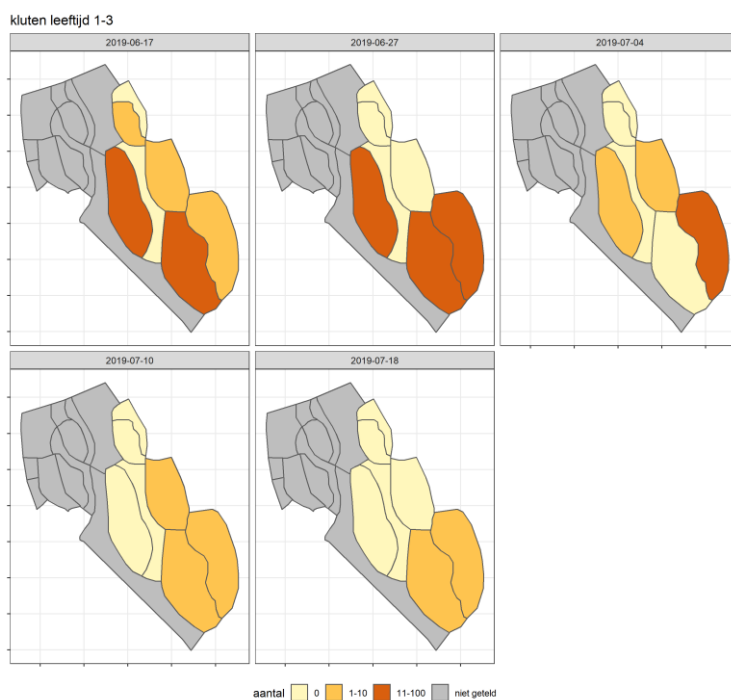 kluten leeftijd 1-3
2019-06-17 2019-06-27 2019-07-04
2019-07-10 2019-07-18
aantal 0 1-10 11-100 niet geteld